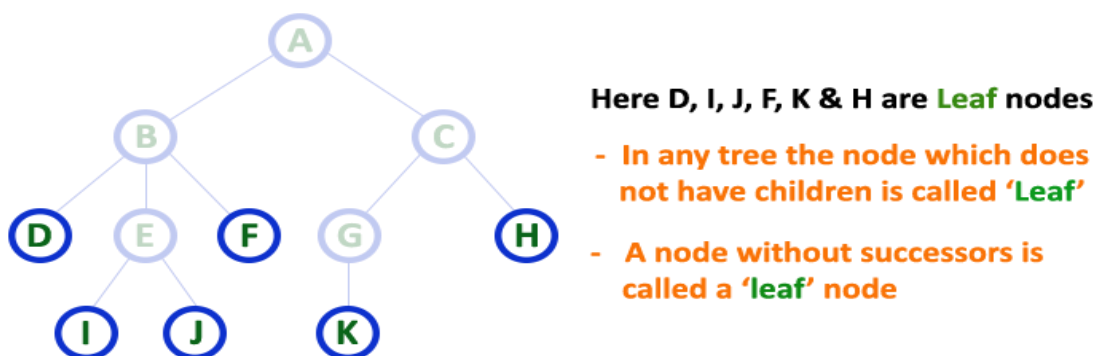 A
B
C
D
E
F
G
H
I
J
K
Here D, I, J, F, K & H are Leaf nodes
- In any tree the node which does
not have children is called ‘Leaf’
- A node without successors is
called a ‘leaf’ node